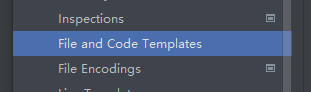 Inspections
File and Code Templates
File Encodings